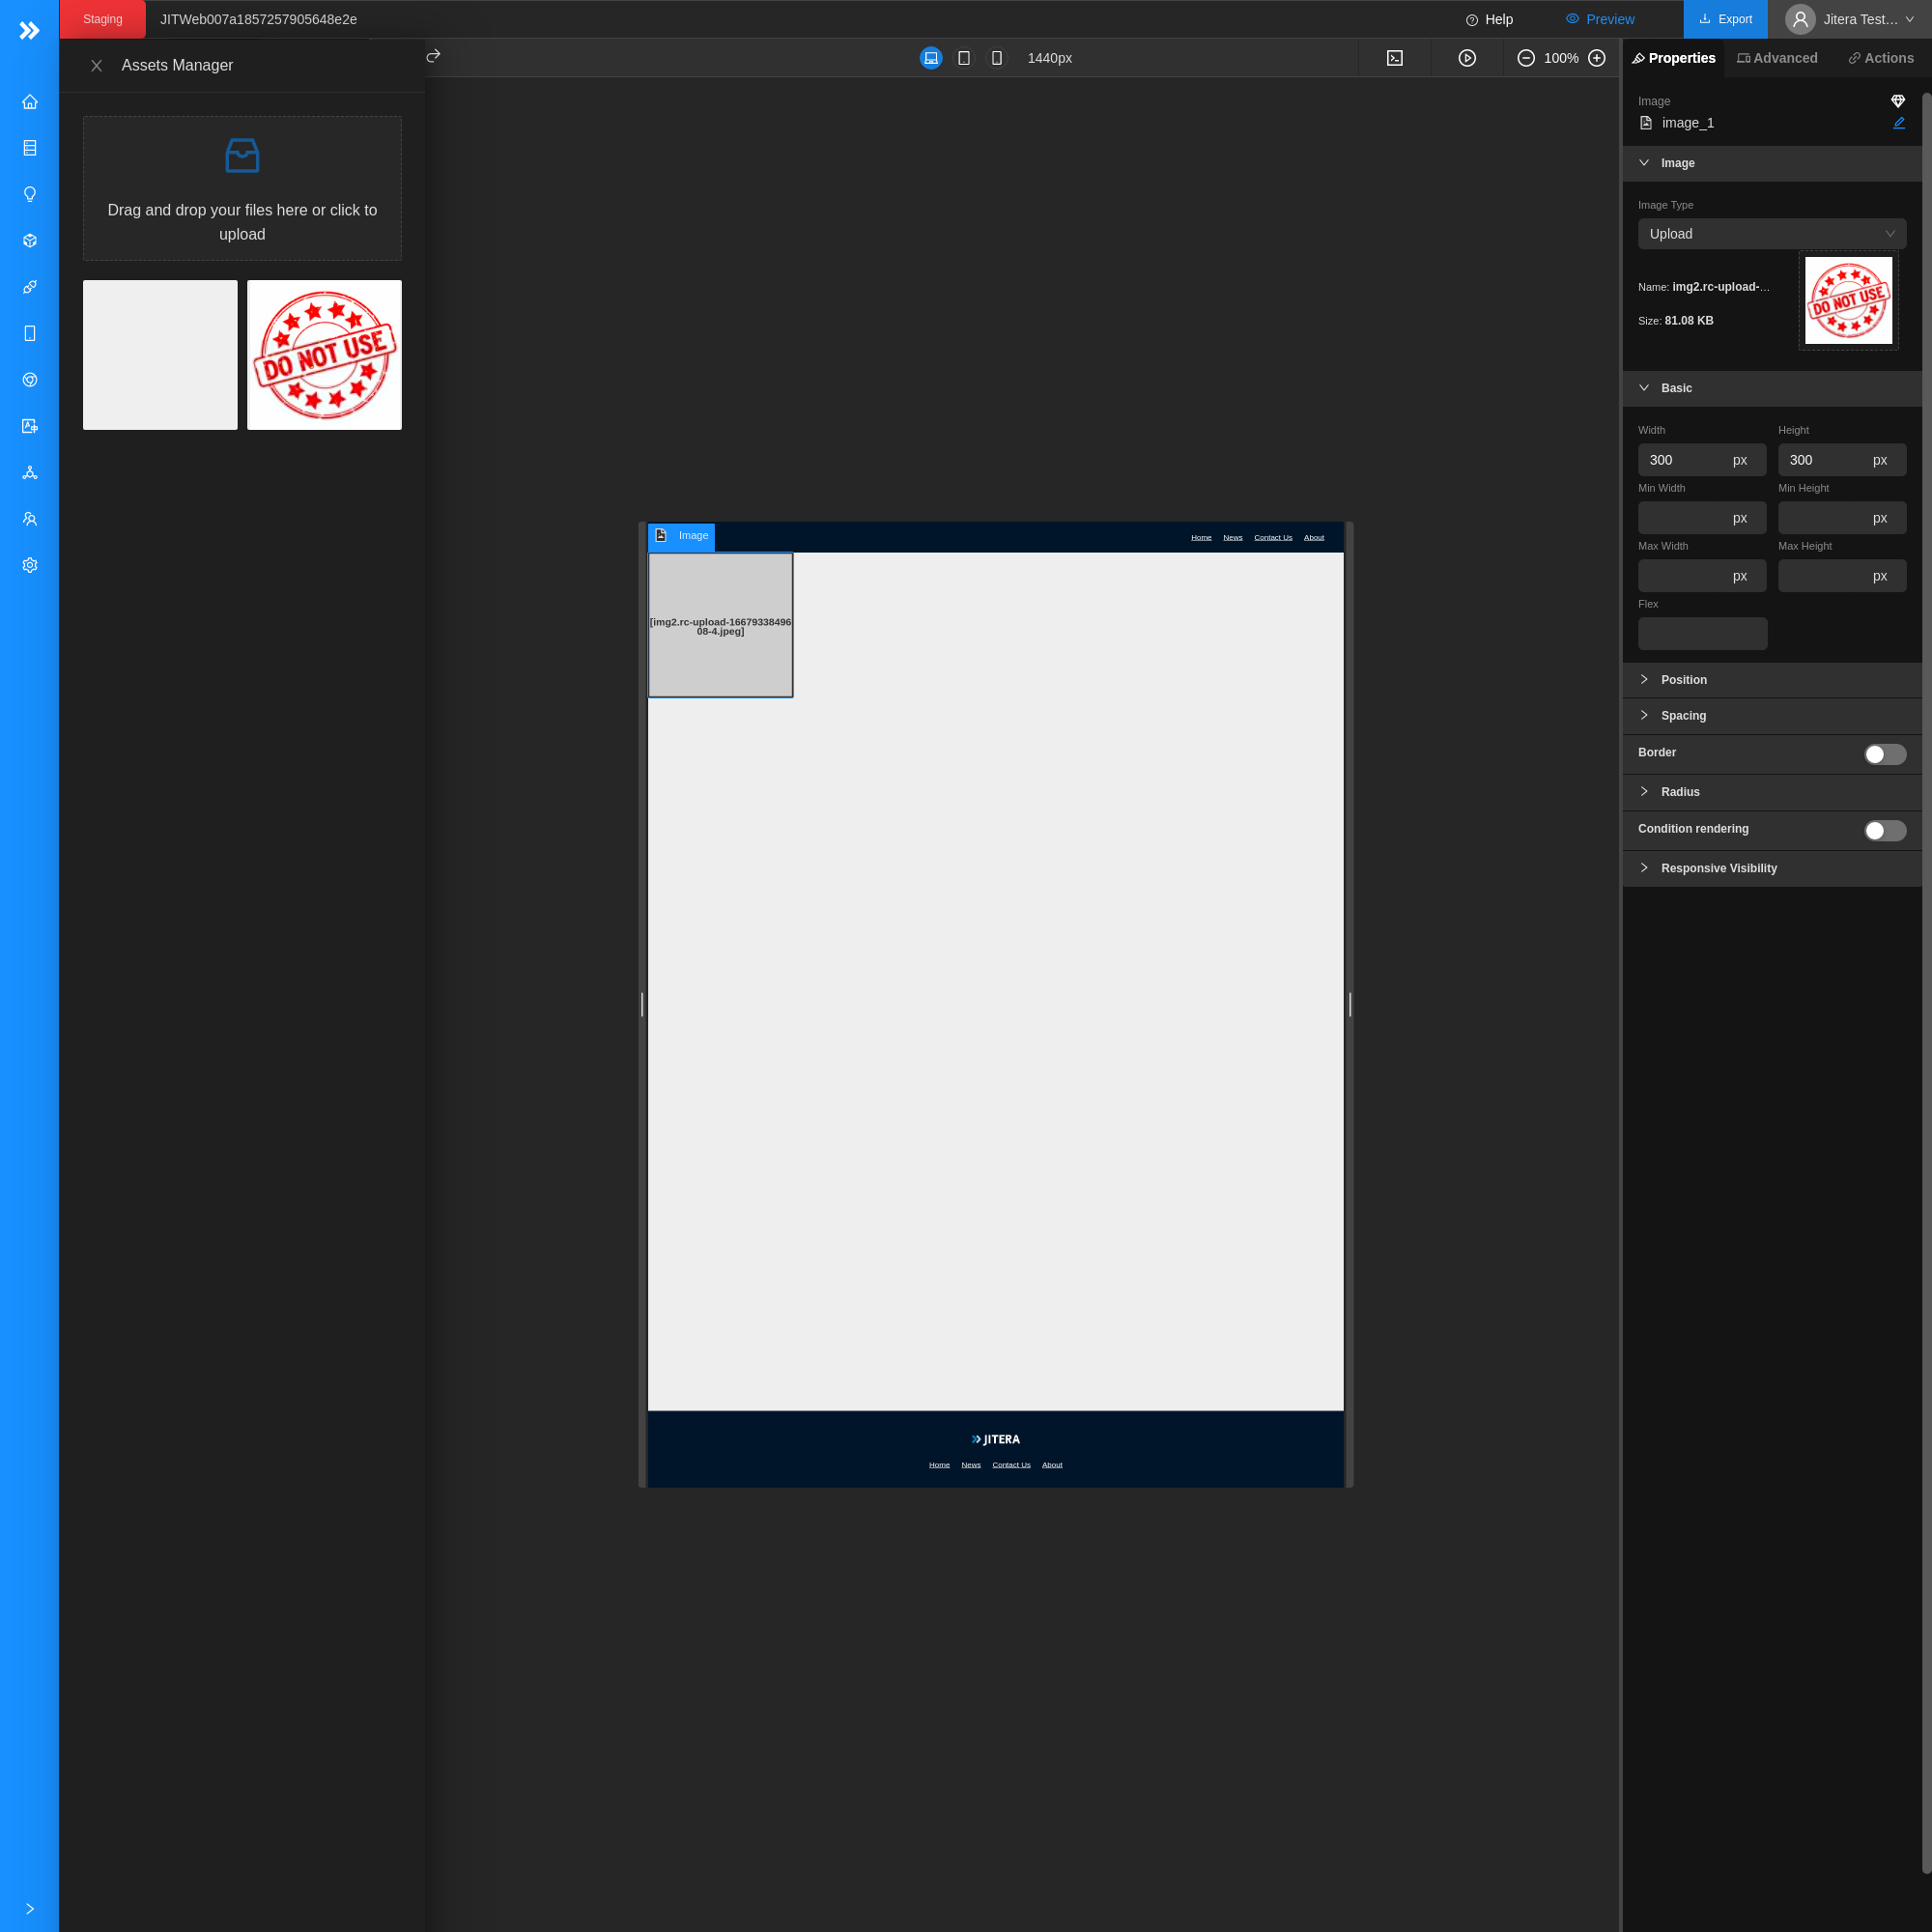 Staging
JITWeb007a1857257905648e2e
Help
Preview
Export
Jitera Test...
Assets Manager
1440px
100%
Properties
Advanced
Actions
Drag and drop your files here or click to
upload
DO NOT USE
Image
image_1
Image
Image Type
Upload
Name: img2.rc-upload-...
Size: 81.08 KB
DO NOT USE
Basic
Width
Height
300 px
300 px
Min Width
Min Height
px
px
Max Width
Max Height
px
px
Flex
Position
Spacing
Border
Radius
Condition rendering
Responsive Visibility
Image
Home News Contact Us About
[img2.rc-upload-16679338496
08-4.jpeg]
JITERA
Home News Contact Us About